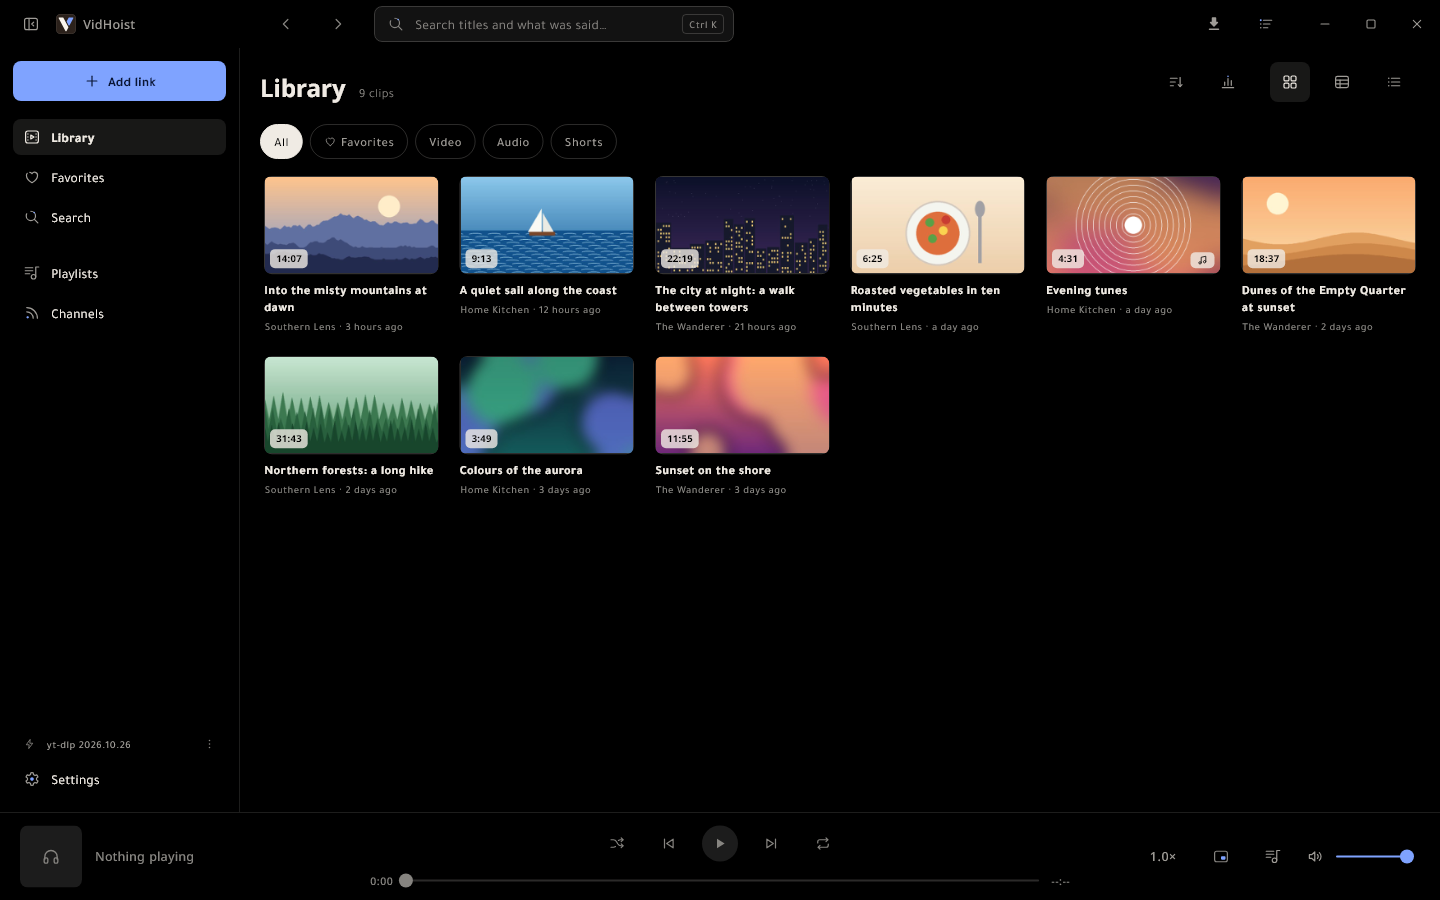 VidHoist
Search titles and what was said...
Ctrl K
Add link
Library
Favorites
Search
Playlists
Channels
yt-dlp 2026.10.26
Settings
Library
9 clips
All
Favorites
Video
Audio
Shorts
14:07
Into the misty mountains at
dawn
Southern Lens · 3 hours ago
9:13
A quiet sail along the coast
Home Kitchen · 12 hours ago
22:19
The city at night: a walk
between towers
The Wanderer · 21 hours ago
6:25
Roasted vegetables in ten
minutes
Southern Lens · a day ago
4:31
Evening tunes
Home Kitchen · a day ago
18:37
Dunes of the Empty Quarter
at sunset
The Wanderer · 2 days ago
31:43
Northern forests: a long hike
Southern Lens · 2 days ago
3:49
Colours of the aurora
Home Kitchen · 3 days ago
11:55
Sunset on the shore
The Wanderer · 3 days ago
Nothing playing
0:00
--:--
1.0×